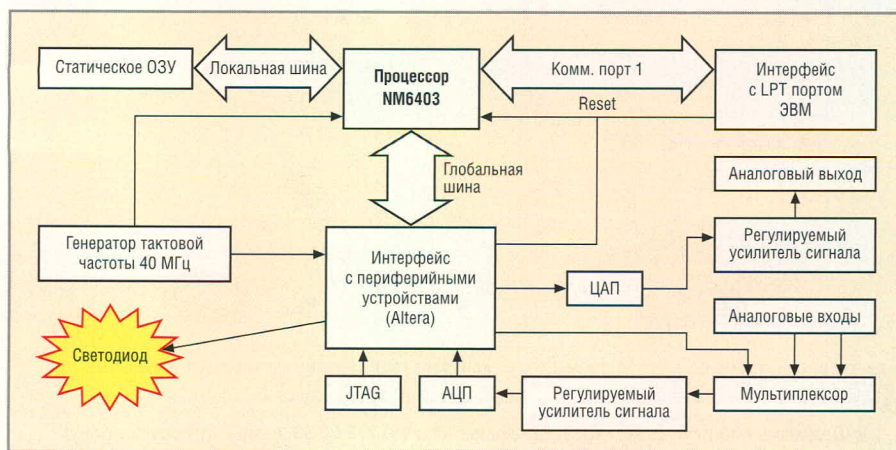 Статическое ОЗУ
Локальная шина
Процессор
NM6403
Комм. порт 1
Интерфейс
с LPT портом
ЭВМ
Reset
Глобальная
шина
Аналоговый выход
Генератор тактовой
частоты 40 МГц
Интерфейс
с периферийными
устройствами
(Altera)
ЦАП
Регулируемый
усилитель сигнала
Аналоговые входы
Светодиод
JTAG
АЦП
Регулируемый
усилитель сигнала
Мультиплексор